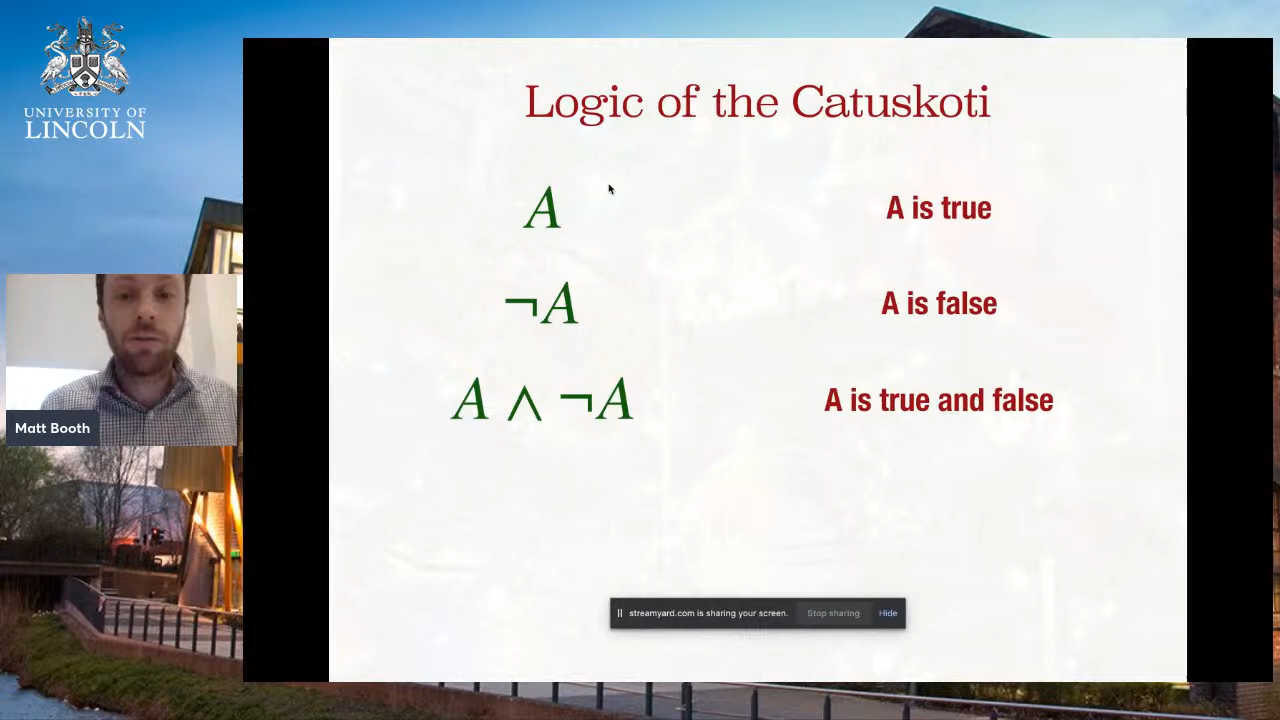 UNIVERSITY OF
LINCOLN
Logic of the Catuskoti
A A is true
¬A A is false
A ∧ ¬A A is true and false
Matt Booth
streamyard.com is sharing your screen. Stop sharing Hide